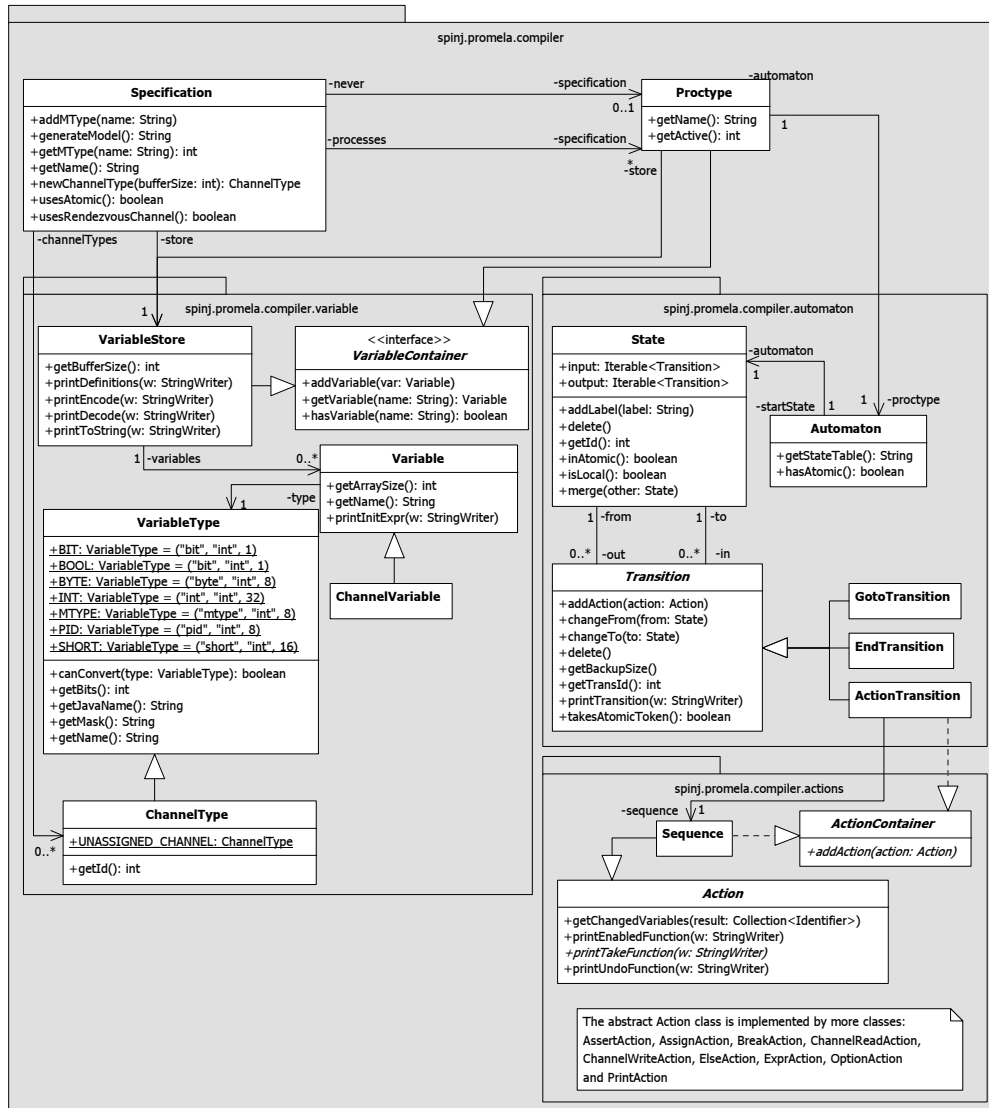 spinj.promela.compiler
Specification
+addMType(name: String)
+generateModel(): String
+getMType(name: String): int
+getName(): String
+newChannelType(bufferSize: int): ChannelType
+usesAtomic(): boolean
+usesRendezvousChannel(): boolean
-never
-specification
0..1
-processes
-specification
*
Proctype
+getName(): String
+getActive(): int
-automaton
1
-store
-channelTypes
-store
1
spinj.promela.compiler.variable
VariableStore
+getBufferSize(): int
+printDefinitions(w: StringWriter)
+printEncode(w: StringWriter)
+printDecode(w: StringWriter)
+printToString(w: StringWriter)
<<interface>>
VariableContainer
+addVariable(var: Variable)
+getVariable(name: String): Variable
+hasVariable(name: String): boolean
1
-variables
0..*
Variable
+getArraySize(): int
+getName(): String
+printInitExpr(w: StringWriter)
-type
1
VariableType
+BIT: VariableType = ("bit", "int", 1)
+BOOL: VariableType = ("bit", "int", 1)
+BYTE: VariableType = ("byte", "int", 8)
+INT: VariableType = ("int", "int", 32)
+MTYPE: VariableType = ("mtype", "int", 8)
+PID: VariableType = ("pid", "int", 8)
+SHORT: VariableType = ("short", "int", 16)
+canConvert(type: VariableType): boolean
+getBits(): int
+getJavaName(): String
+getMask(): String
+getName(): String
ChannelVariable
ChannelType
+UNASSIGNED_CHANNEL: ChannelType
+getId(): int
0..*
spinj.promela.compiler.automaton
State
+input: Iterable<Transition>
+output: Iterable<Transition>
+addLabel(label: String)
+delete()
+getId(): int
+inAtomic(): boolean
+isLocal(): boolean
+merge(other: State)
-automaton
1
-startState
1
1
-proctype
Automaton
+getStateTable(): String
+hasAtomic(): boolean
1
-from
1
-to
0..*
-out
0..*
-in
Transition
+addAction(action: Action)
+changeFrom(from: State)
+changeTo(to: State)
+delete()
+getBackupSize()
+getTransId(): int
+printTransition(w: StringWriter)
+takesAtomicToken(): boolean
GotoTransition
EndTransition
ActionTransition
spinj.promela.compiler.actions
-sequence
1
Sequence
ActionContainer
+addAction(action: Action)
Action
+getChangedVariables(result: Collection<Identifier>)
+printEnabledFunction(w: StringWriter)
+printTakeFunction(w: StringWriter)
+printUndoFunction(w: StringWriter)
The abstract Action class is implemented by more classes:
AssertAction, AssignAction, BreakAction, ChannelReadAction,
ChannelWriteAction, ElseAction, ExprAction, OptionAction
and PrintAction